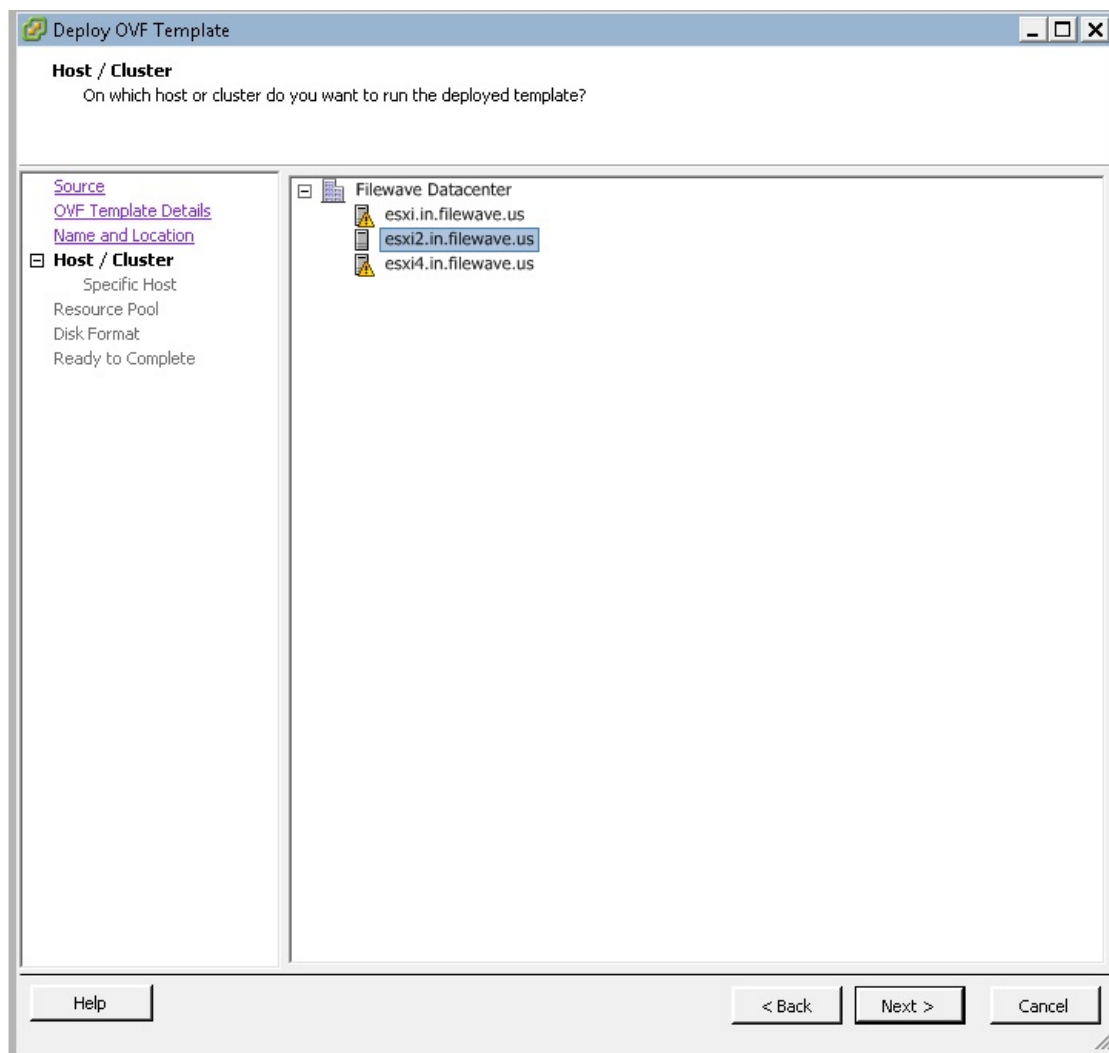 Deploy OVF Template
Host / Cluster
On which host or cluster do you want to run the deployed template?
Source
OVF Template Details
Name and Location
Host / Cluster
Specific Host
Resource Pool
Disk Format
Ready to Complete
Filewave Datacenter
esxi.in.filewave.us
esxi2.in.filewave.us
esxi4.in.filewave.us
Help
< Back
Next >
Cancel